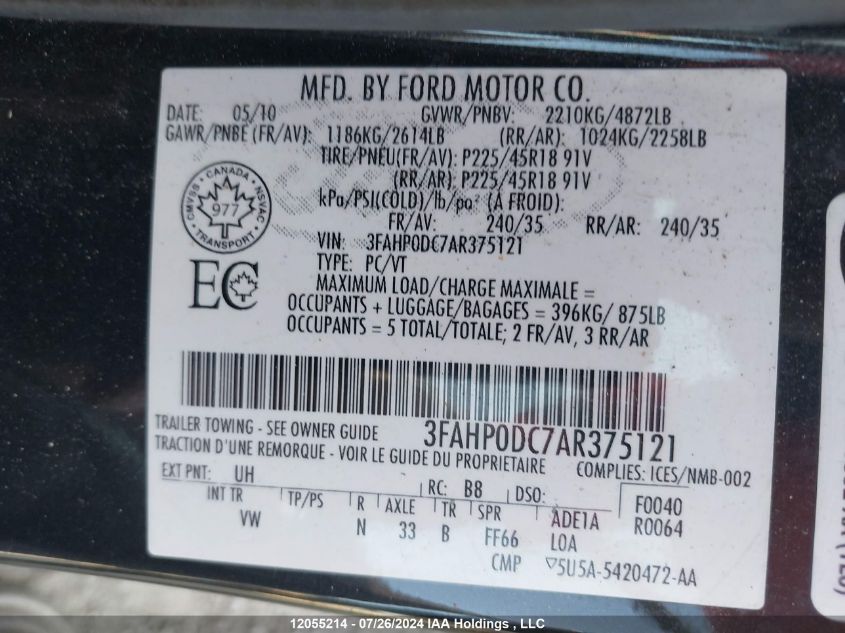 MFD. BY FORD MOTOR CO.
DATE: 05/10 GVWR/PNBV: 2210KG/4872LB
GAWR/PNBE (FR/AV): 1186KG/2614LB (RR/AR): 1024KG/2258LB
TIRE/PNEU(FR/AV): P225/45R18 91V
(RR/AR): P225/45R18 91V
kPa/PSI(COLD)/lb/po² (À FROID):
FR/AV: 240/35 RR/AR: 240/35
CANADA
CMVSS NSVAC
977
TRANSPORT
VIN: 3FAHP0DC7AR375121
TYPE: PC/VT
EC
MAXIMUM LOAD/CHARGE MAXIMALE =
OCCUPANTS + LUGGAGE/BAGAGES = 396KG/ 875LB
OCCUPANTS = 5 TOTAL/TOTALE; 2 FR/AV, 3 RR/AR
TRAILER TOWING - SEE OWNER GUIDE 3FAHP0DC7AR375121
TRACTION D'UNE REMORQUE - VOIR LE GUIDE DU PROPRIETAIRE COMPLIES: ICES/NMB-002
EXT PNT: UH RC: B8 DSO: F0040
INT TR TP/PS R AXLE TR SPR ADE1A R0064
VW N 33 B FF66 LOA
CMP 5U5A-5420472-AA
12055214 - 07/26/2024 IAA Holdings , LLC